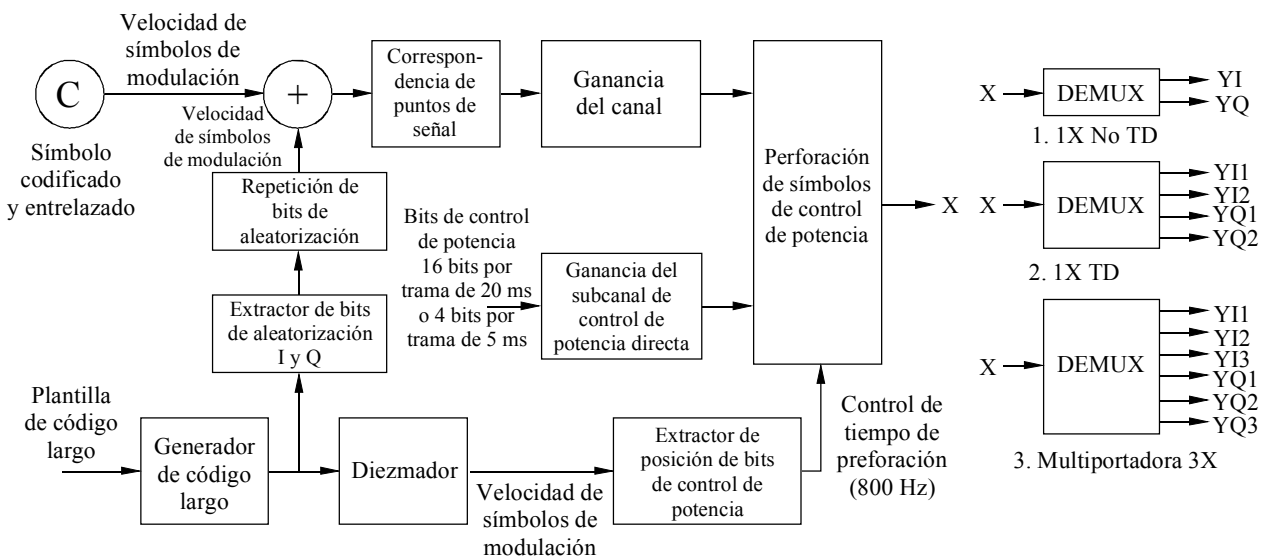 Velocidad de
símbolos de
modulación
C
+
Símbolo
codificado
y entrelazado
Velocidad
de símbolos
de modulación
Correspon-
dencia de
puntos de
señal
Ganancia
del canal
Perforación
de símbolos
de control
de potencia
X
Repetición de
bits de
aleatorización
Extractor de bits
de aleatorización
I y Q
Bits de control
de potencia
16 bits por
trama de 20 ms
o 4 bits por
trama de 5 ms
Ganancia del
subcanal de
control de
potencia directa
Plantilla
de código
largo
Generador
de código
largo
Diezmador
Velocidad de
símbolos de
modulación
Extractor de
posición de bits
de control de
potencia
Control de
tiempo de
preforación
(800 Hz)
X
DEMUX
YI
YQ
1. 1X No TD
X
DEMUX
YI1
YI2
YQ1
YQ2
2. 1X TD
X
DEMUX
YI1
YI2
YI3
YQ1
YQ2
YQ3
3. Multiportadora 3X